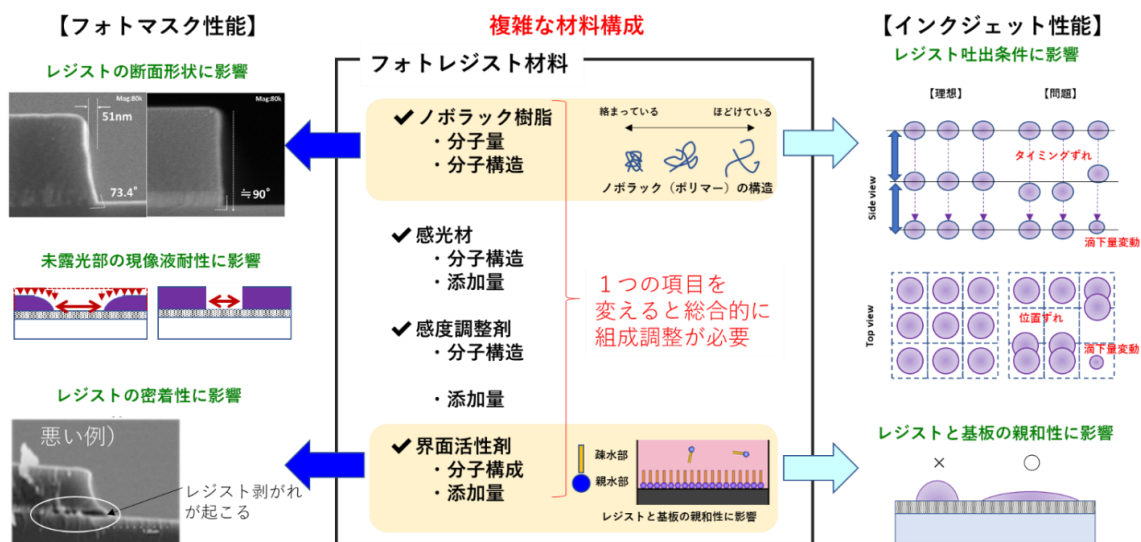 【フォトマスク性能】
レジストの断面形状に影響
Mag:80k
51nm
73.4°
Mag:80k
≒90°
未露光部の現像液耐性に影響
レジストの密着性に影響
悪い例）
レジスト剥がれ
が起こる
複雑な材料構成
フォトレジスト材料
✓ノボラック樹脂
・分子量
・分子構造
絡まっている
ほどけている
ノボラック（ポリマー）の構造
✓感光材
・分子構造
・添加量
✓感度調整剤
・分子構造
・添加量
１つの項目を
変えると総合的に
組成調整が必要
✓界面活性剤
・分子構成
・添加量
疎水部
親水部
レジストと基板の親和性に影響
【インクジェット性能】
レジスト吐出条件に影響
【理想】
【問題】
タイミングずれ
Side view
滴下量変動
Top view
位置ずれ
滴下量変動
レジストと基板の親和性に影響
×
○